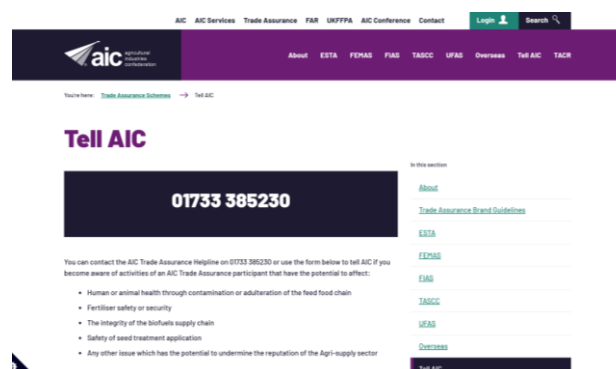 AIC AIC Services Trade Assurance FAR UKFFPA AIC Conference Contact Login Search
aic agricultural industries confederation
About ESTA FEMAS FIAS TASCC UFAS Overseas Tell AIC TACR
You're here: Trade Assurance Schemes → Tell AIC
Tell AIC
01733 385230
You can contact the AIC Trade Assurance Helpline on 01733 385230 or use the form below to tell AIC if you
become aware of activities of an AIC Trade Assurance participant that have the potential to affect:
• Human or animal health through contamination or adulteration of the feed food chain
• Fertiliser safety or security
• The integrity of the biofuels supply chain
• Safety of seed treatment application
• Any other issue which has the potential to undermine the reputation of the Agri-supply sector
In this section
About
Trade Assurance Brand Guidelines
ESTA
FEMAS
FIAS
TASCC
UFAS
Overseas
Tell AIC